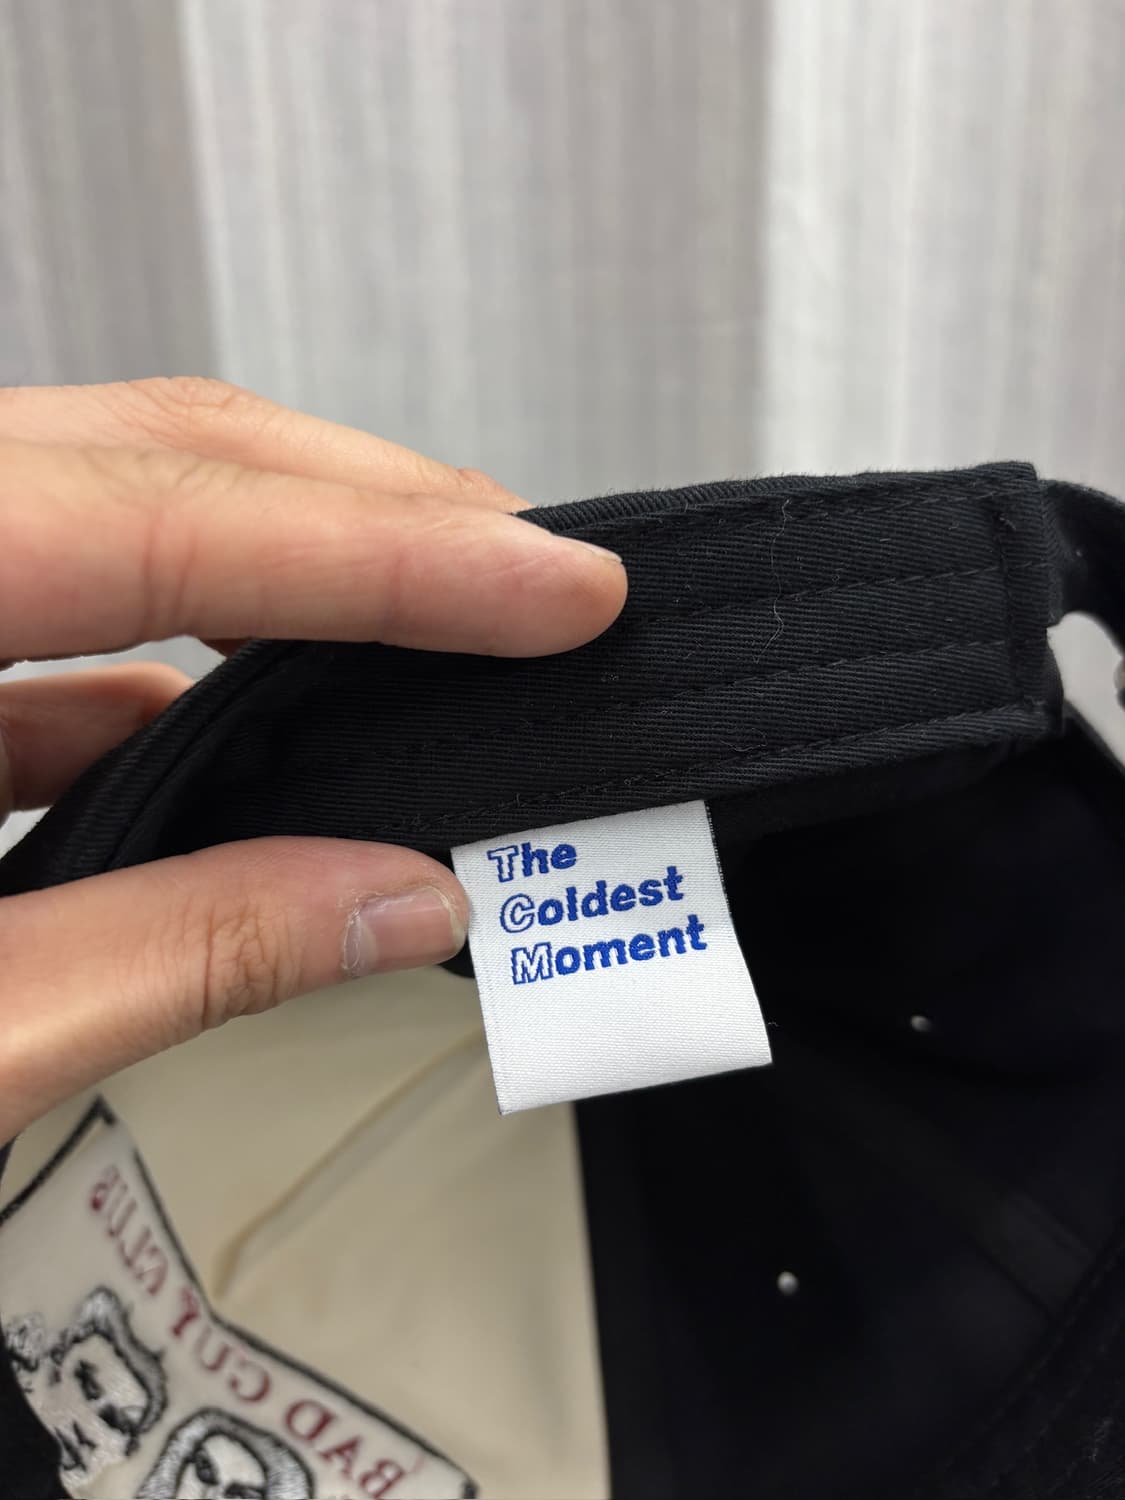 The
Coldest
Moment
BAD GUY CLUB